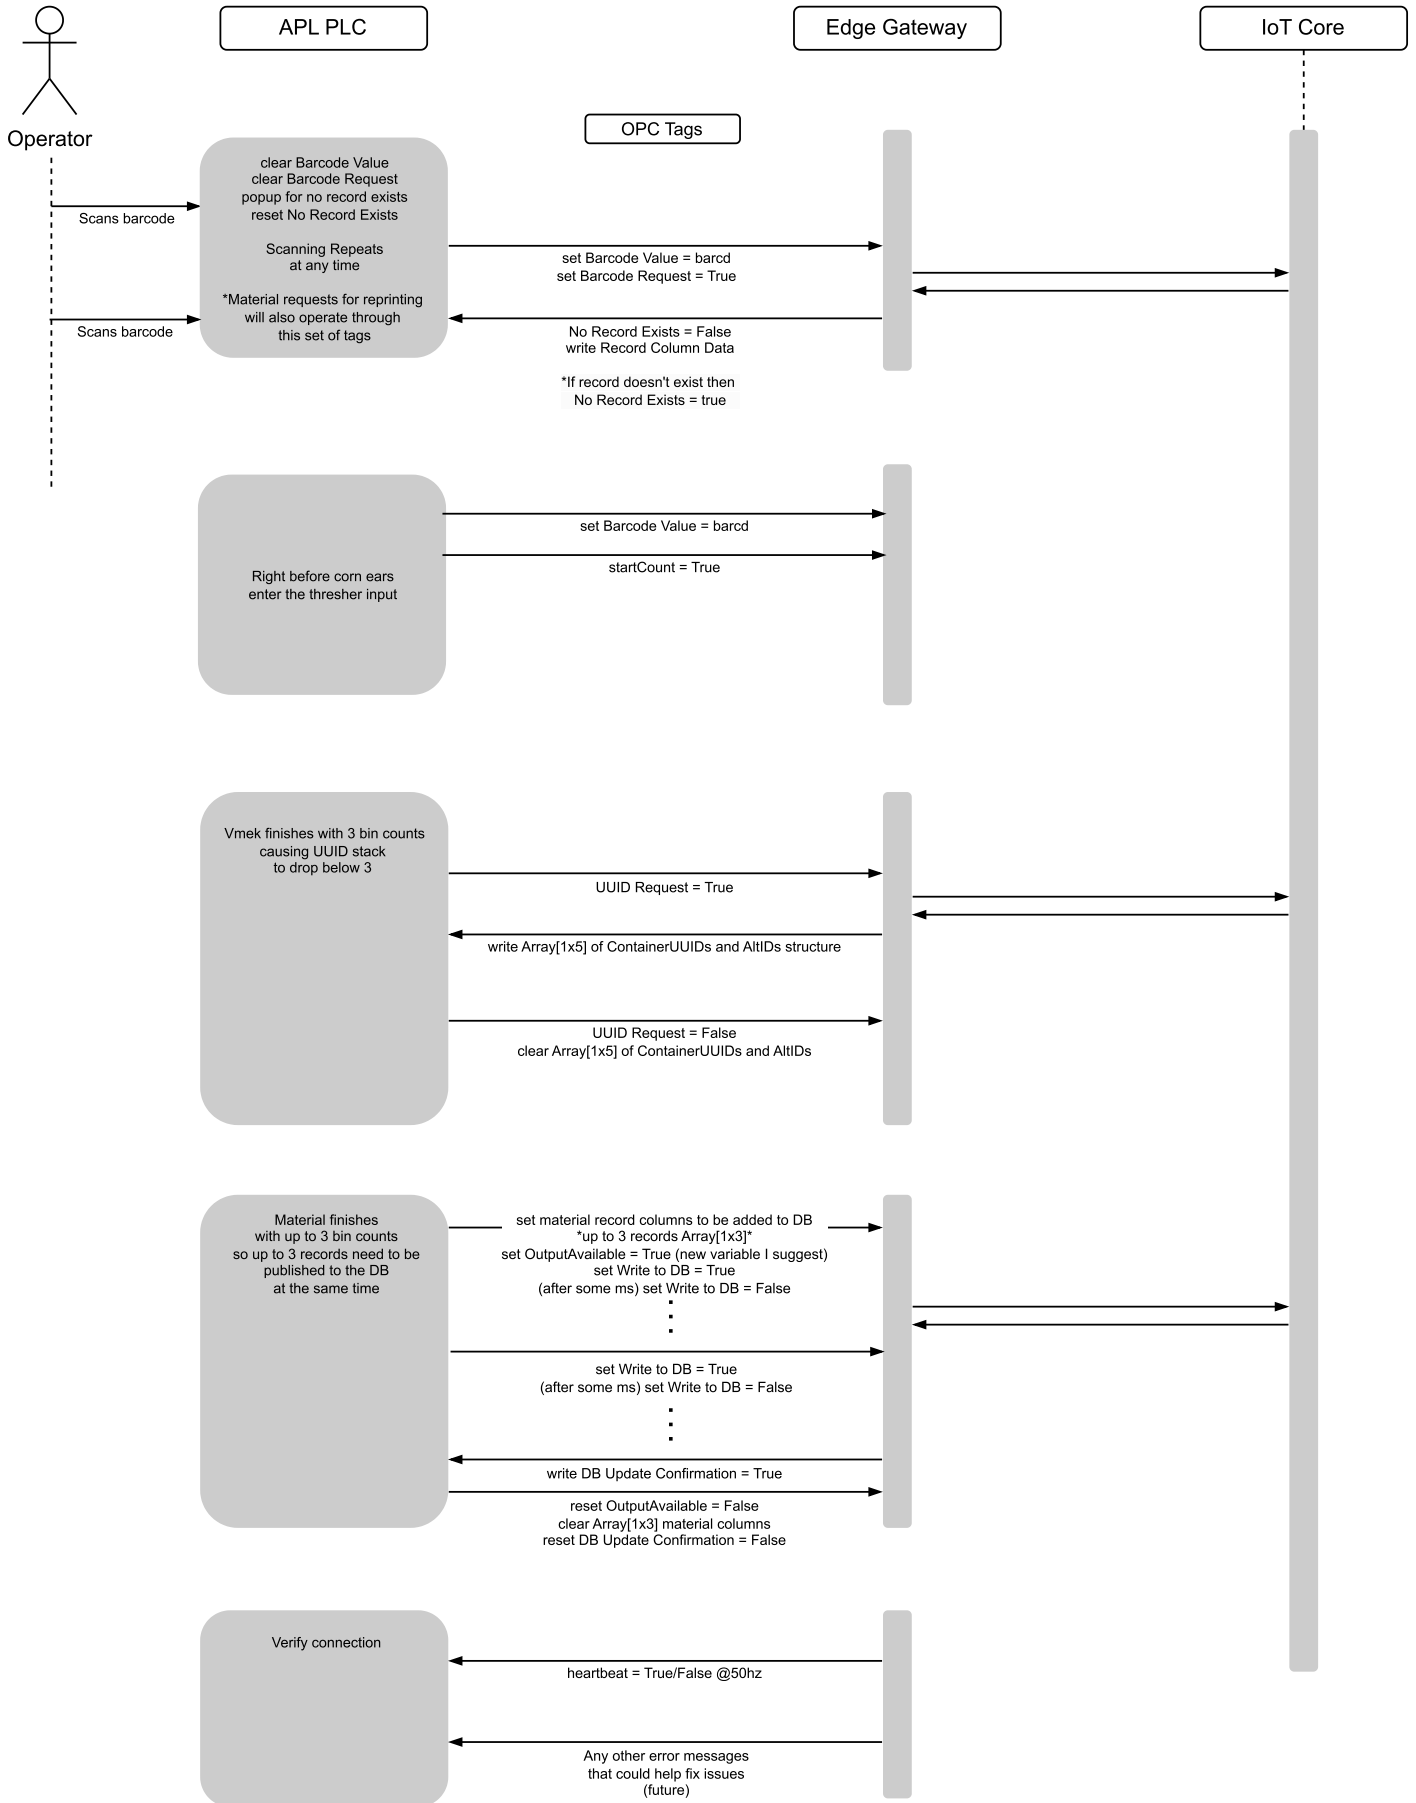 APL PLC
Edge Gateway
IoT Core
Operator
OPC Tags
clear Barcode Value
clear Barcode Request
popup for no record exists
reset No Record Exists
Scanning Repeats
at any time
*Material requests for reprinting
will also operate through
this set of tags
Scans barcode
Scans barcode
set Barcode Value = barcd
set Barcode Request = True
No Record Exists = False
write Record Column Data
*If record doesn't exist then
No Record Exists = true
Right before corn ears
enter the thresher input
set Barcode Value = barcd
startCount = True
Vmek finishes with 3 bin counts
causing UUID stack
to drop below 3
UUID Request = True
write Array[1x5] of ContainerUUIDs and AltIDs structure
UUID Request = False
clear Array[1x5] of ContainerUUIDs and AltIDs
Material finishes
with up to 3 bin counts
so up to 3 records need to be
published to the DB
at the same time
set material record columns to be added to DB
*up to 3 records Array[1x3]*
set OutputAvailable = True (new variable I suggest)
set Write to DB = True
(after some ms) set Write to DB = False
set Write to DB = True
(after some ms) set Write to DB = False
write DB Update Confirmation = True
reset OutputAvailable = False
clear Array[1x3] material columns
reset DB Update Confirmation = False
Verify connection
heartbeat = True/False @50hz
Any other error messages
that could help fix issues
(future)